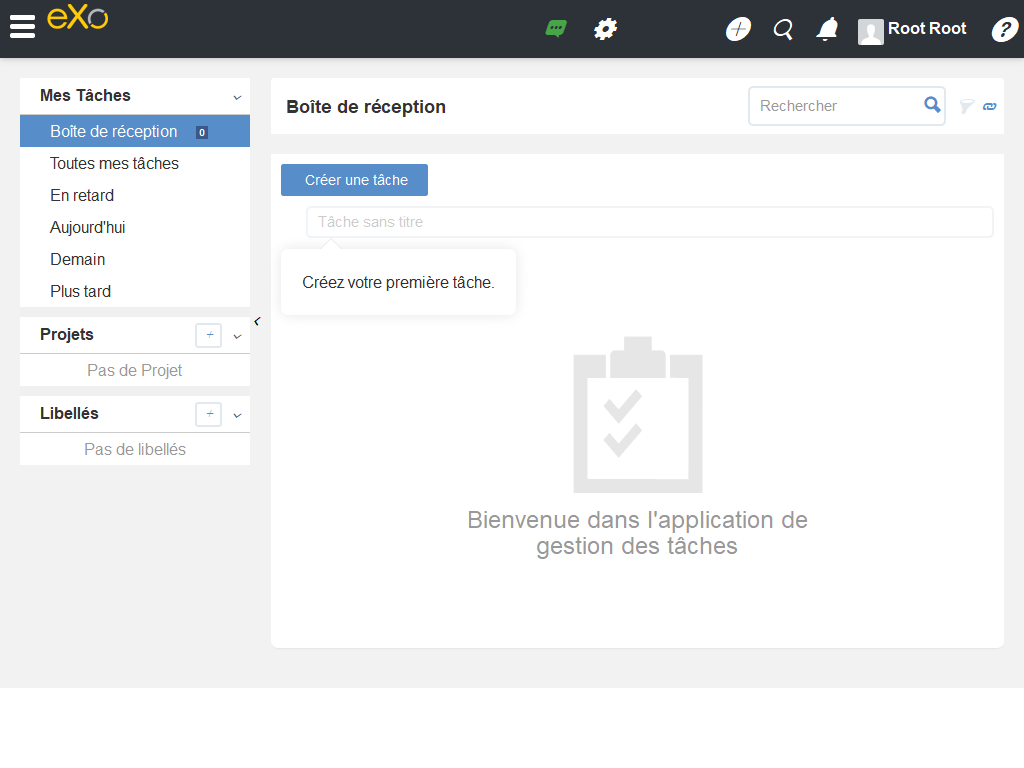 eXo
Root Root
?
Mes Tâches
Boîte de réception 0
Toutes mes tâches
En retard
Aujourd'hui
Demain
Plus tard
Projets
Pas de Projet
Libellés
Pas de libellés
Boîte de réception
Rechercher
Créer une tâche
Tâche sans titre
Créez votre première tâche.
Bienvenue dans l'application de
gestion des tâches